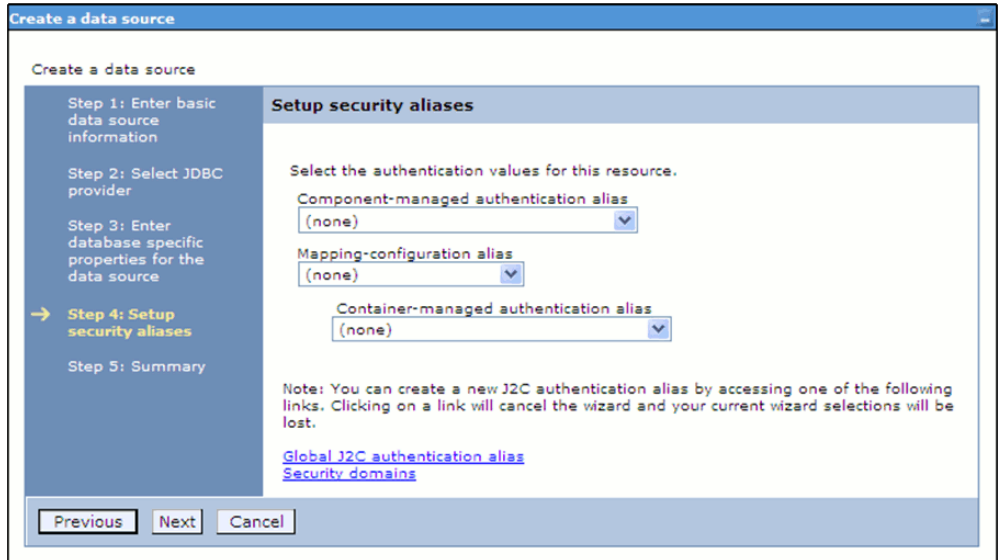 Create a data source
Create a data source
Step 1: Enter basic
data source
information
Step 2: Select JDBC
provider
Step 3: Enter
database specific
properties for the
data source
Step 4: Setup
security aliases
Step 5: Summary
Setup security aliases
Select the authentication values for this resource.
Component-managed authentication alias
(none)
Mapping-configuration alias
(none)
Container-managed authentication alias
(none)
Note: You can create a new J2C authentication alias by accessing one of the following
links. Clicking on a link will cancel the wizard and your current wizard selections will be
lost.
Global J2C authentication alias
Security domains
Previous Next Cancel